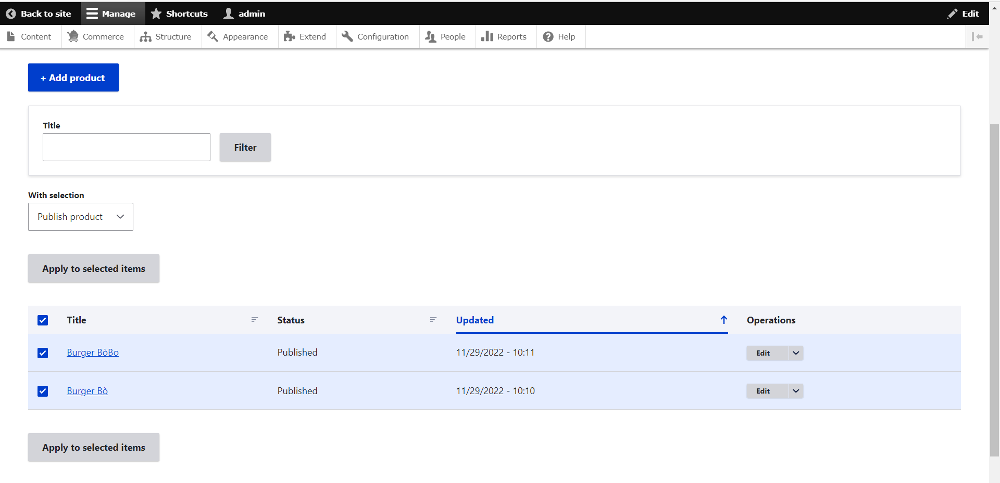 Back to site Manage Shortcuts admin Edit
Content Commerce Structure Appearance Extend Configuration People Reports Help
+ Add product
Title
Filter
With selection
Publish product
Apply to selected items
Title Status Updated Operations
Burger BòBo Published 11/29/2022 - 10:11 Edit
Burger Bò Published 11/29/2022 - 10:10 Edit
Apply to selected items